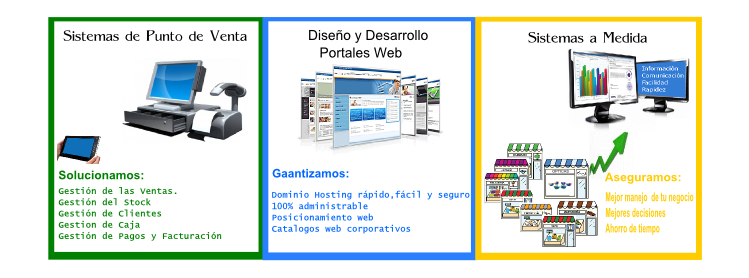 Sistemas de Punto de Venta
Solucionamos:
Gestión de las Ventas.
Gestión del Stock
Gestión de Clientes
Gestion de Caja
Gestión de Pagos y Facturación
Diseño y Desarrollo
Portales Web
Gaantizamos:
Dominio Hosting rápido,fácil y seguro
100% administrable
Posicionamiento web
Catalogos web corporativos
Sistemas a Medida
Información
Comunicación
Facilidad
Rapidez
OPTICAS
Aseguramos:
Mejor manejo de tu negocio
Mejores decisiones
Ahorro de tiempo